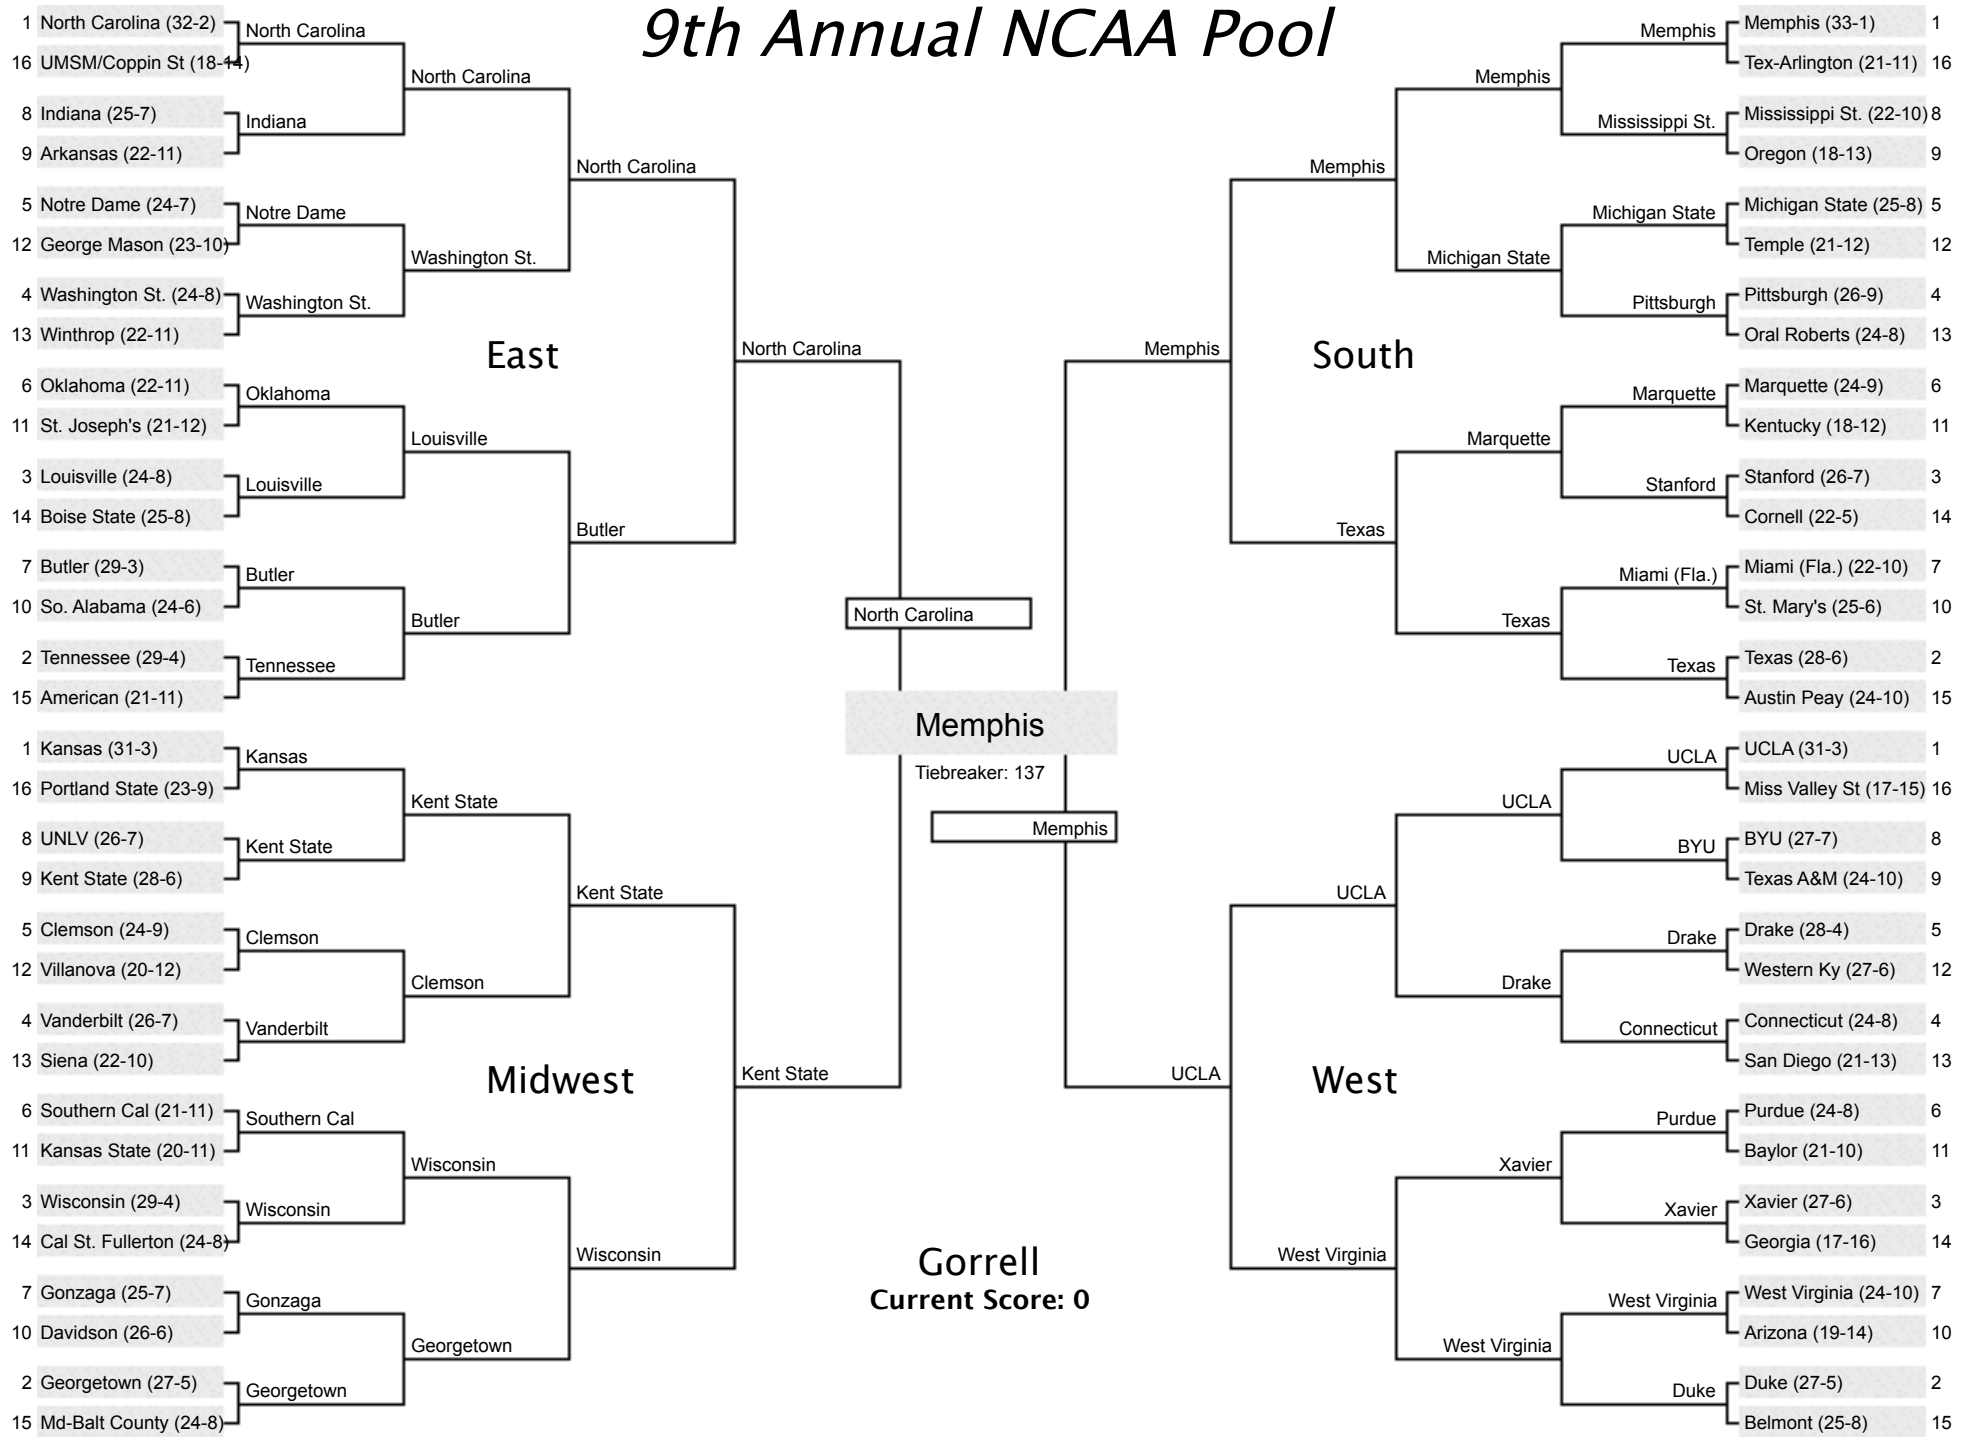 9th Annual NCAA Pool
1 North Carolina (32-2)
16 UMSM/Coppin St (18-14)
8 Indiana (25-7)
9 Arkansas (22-11)
5 Notre Dame (24-7)
12 George Mason (23-10)
4 Washington St. (24-8)
13 Winthrop (22-11)
6 Oklahoma (22-11)
11 St. Joseph's (21-12)
3 Louisville (24-8)
14 Boise State (25-8)
7 Butler (29-3)
10 So. Alabama (24-6)
2 Tennessee (29-4)
15 American (21-11)
North Carolina
Indiana
Notre Dame
Washington St.
Oklahoma
Louisville
Butler
Tennessee
North Carolina
Washington St.
Louisville
Butler
North Carolina
Butler
East
North Carolina
1 Kansas (31-3)
16 Portland State (23-9)
8 UNLV (26-7)
9 Kent State (28-6)
5 Clemson (24-9)
12 Villanova (20-12)
4 Vanderbilt (26-7)
13 Siena (22-10)
6 Southern Cal (21-11)
11 Kansas State (20-11)
3 Wisconsin (29-4)
14 Cal St. Fullerton (24-8)
7 Gonzaga (25-7)
10 Davidson (26-6)
2 Georgetown (27-5)
15 Md-Balt County (24-8)
Kansas
Kent State
Clemson
Vanderbilt
Southern Cal
Wisconsin
Gonzaga
Georgetown
Kent State
Clemson
Wisconsin
Georgetown
Kent State
Wisconsin
Midwest
Kent State
North Carolina
Memphis
Tiebreaker: 137
Memphis
Gorrell
Current Score: 0
Memphis (33-1) 1
Tex-Arlington (21-11) 16
Mississippi St. (22-10) 8
Oregon (18-13) 9
Michigan State (25-8) 5
Temple (21-12) 12
Pittsburgh (26-9) 4
Oral Roberts (24-8) 13
Marquette (24-9) 6
Kentucky (18-12) 11
Stanford (26-7) 3
Cornell (22-5) 14
Miami (Fla.) (22-10) 7
St. Mary's (25-6) 10
Texas (28-6) 2
Austin Peay (24-10) 15
Memphis
Mississippi St.
Michigan State
Pittsburgh
Marquette
Stanford
Miami (Fla.)
Texas
Memphis
Michigan State
Marquette
Texas
Memphis
Texas
South
Memphis
UCLA (31-3) 1
Miss Valley St (17-15) 16
BYU (27-7) 8
Texas A&M (24-10) 9
Drake (28-4) 5
Western Ky (27-6) 12
Connecticut (24-8) 4
San Diego (21-13) 13
Purdue (24-8) 6
Baylor (21-10) 11
Xavier (27-6) 3
Georgia (17-16) 14
West Virginia (24-10) 7
Arizona (19-14) 10
Duke (27-5) 2
Belmont (25-8) 15
UCLA
BYU
Drake
Connecticut
Purdue
Xavier
West Virginia
Duke
UCLA
Drake
Xavier
West Virginia
UCLA
West Virginia
West
UCLA